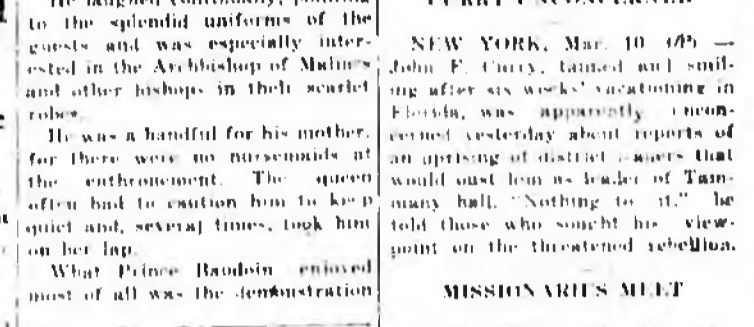 He laughed continuously, pointed
to the splendid uniforms of the
guests and was especially inter-
ested in the Archbishop of Malines
and other bishops in their scarlet
robes.
He was a handful for his mother,
for there were no nursemaids at
the enthronement. The queen
often had to caution him to keep
quiet and, several times, took him
on her lap.
What Prince Baudoin enjoyed
most of all was the demonstration
CURRY UNCONCERNED
NEW YORK, Mar. 10 (UP) —
John F. Curry, tanned and smil-
ing after six weeks' vacationing in
Florida, was apparently uncon-
cerned yesterday about reports of
an uprising of district leaders that
would oust him as leader of Tam-
many hall. "Nothing to it," he
told those who sought his view-
point on the threatened rebellion.
MISSIONARIES MEET